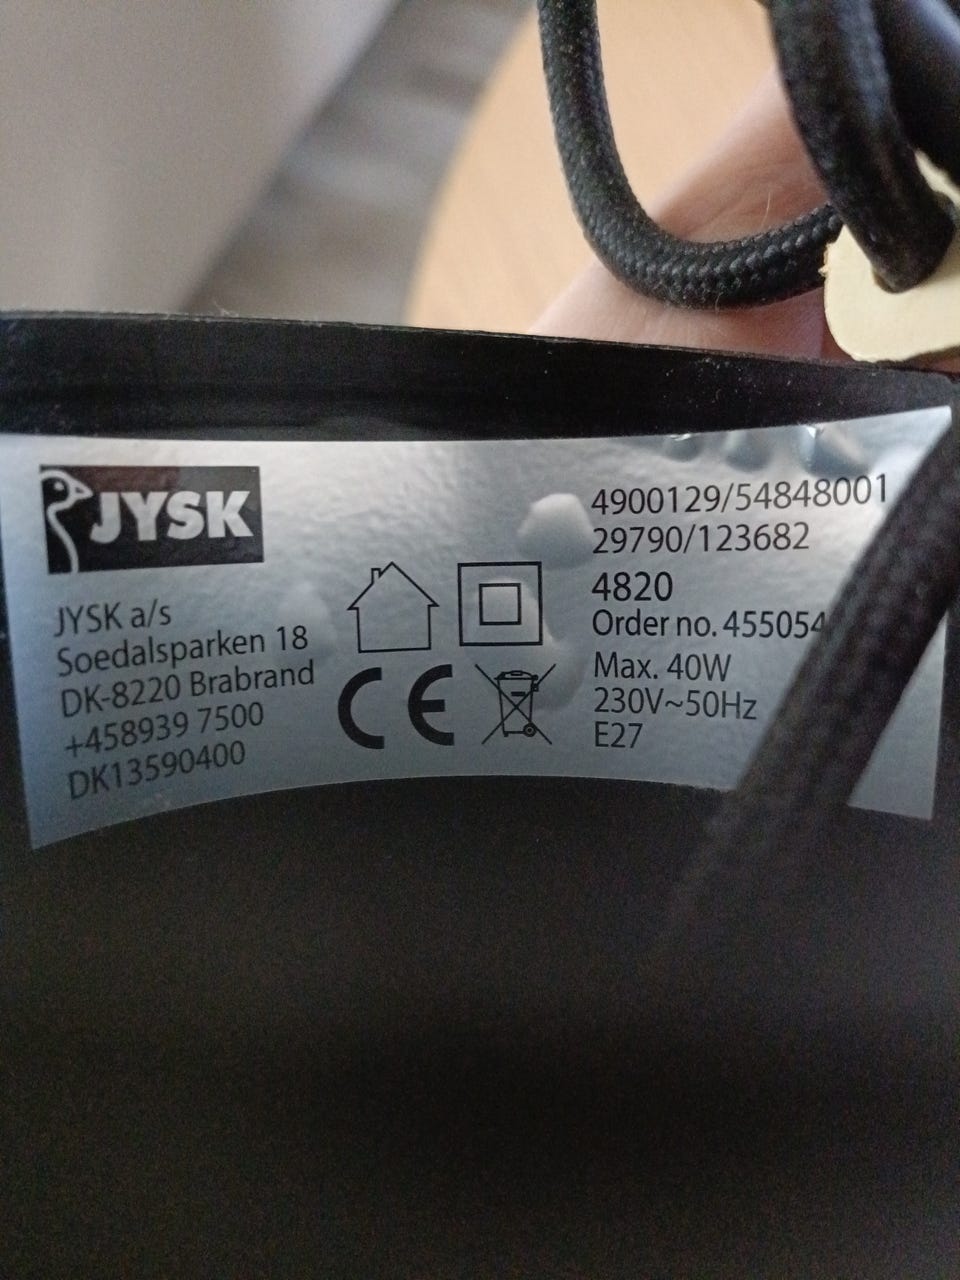 JYSK
JYSK a/s
Soedalsparken 18
DK-8220 Brabrand
+458939 7500
DK13590400
CE
4900129/54848001
29790/123682
4820
Order no. 455054
Max. 40W
230V~50Hz
E27